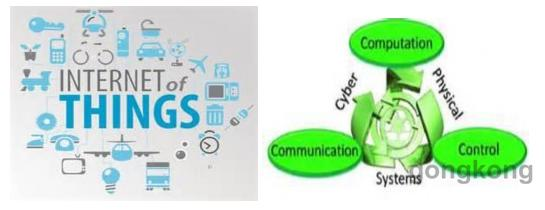 INTERNET of
THINGS
Computation
Cyber
Physical
Communication
Control
Systems
gongkong